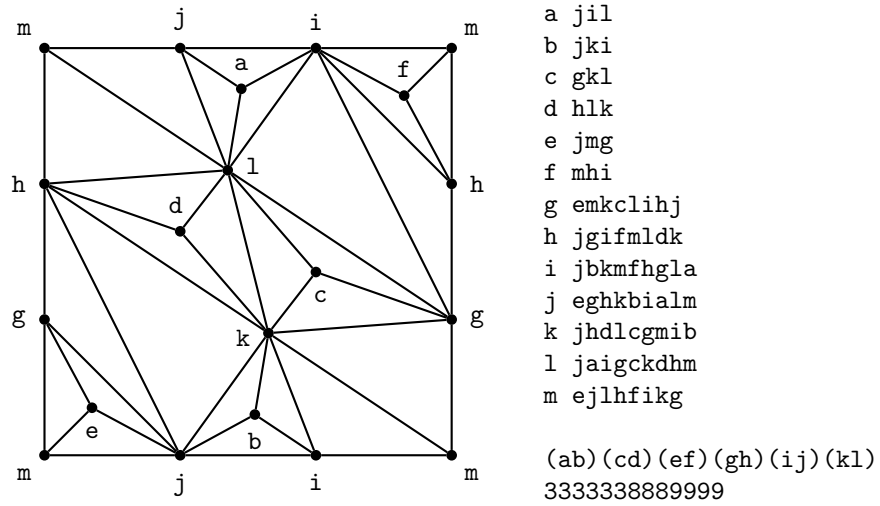 m j i m
a f
h l h
d
c
g k g
e b
m j i m
a jil
b jki
c gkl
d hlk
e jmg
f mhi
g emkclihj
h jgifmldk
i jbkmfhgla
j eghkbialm
k jhdlcgmib
l jaigckdhm
m ejlhfikg
(ab)(cd)(ef)(gh)(ij)(kl)
3333338889999